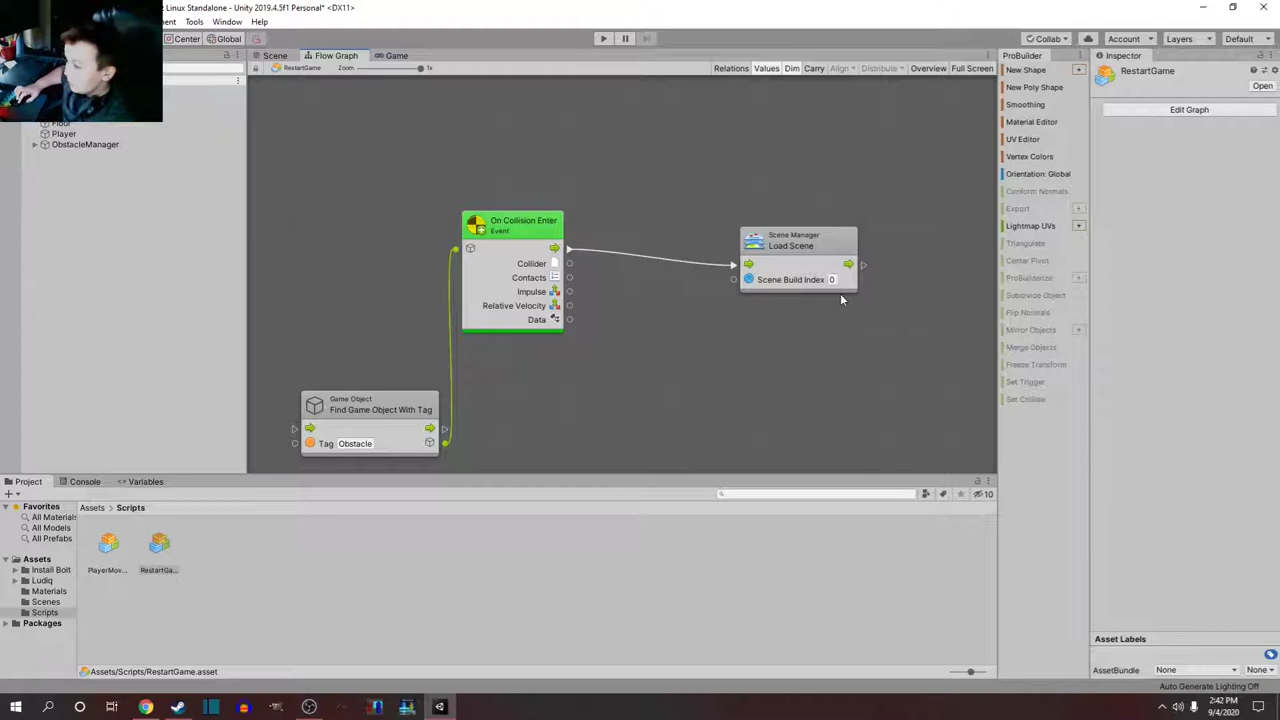 t Linux Standalone - Unity 2019.4.5f1 Personal* <DX11>
ment Tools Window Help
Center Global
Collab Account Layers Default
Scene Flow Graph Game
RestartGame Zoom 1x
Relations Values Dim Carry Align Distribute Overview Full Screen
Player
ObstacleManager
On Collision Enter
Event
Collider
Contacts
Impulse
Relative Velocity
Data
Scene Manager
Load Scene
Scene Build Index 0
Game Object
Find Game Object With Tag
Tag Obstacle
ProBuilder
New Shape
New Poly Shape
Smoothing
Material Editor
UV Editor
Vertex Colors
Orientation: Global
Conform Normals
Export
Lightmap UVs
Triangulate
Center Pivot
ProBuilderize
Subdivide Object
Flip Normals
Mirror Objects
Merge Objects
Freeze Transform
Set Trigger
Set Collider
Inspector
RestartGame
Open
Edit Graph
Asset Labels
AssetBundle None None
Auto Generate Lighting Off
Project Console Variables
10
Favorites
All Materials
All Models
All Prefabs
Assets
Install Bolt
Ludiq
Materials
Scenes
Scripts
Packages
Assets > Scripts
PlayerMov...
RestartGa...
Assets/Scripts/RestartGame.asset
2:42 PM
9/4/2020